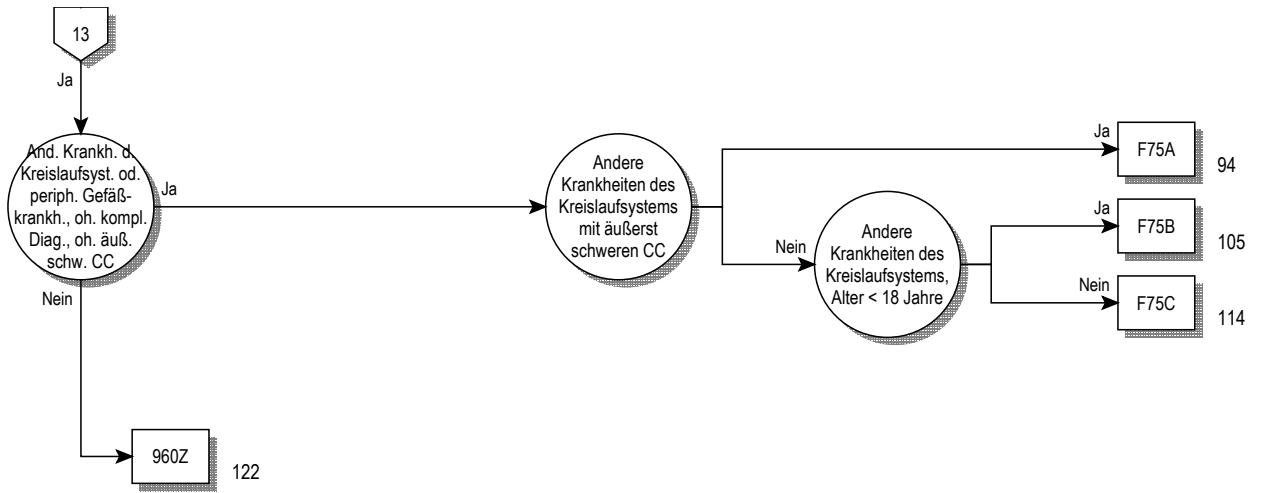 13
Ja
And. Krankh. d.
Kreislaufsyst. od.
periph. Gefäß-
krankh., oh. kompl.
Diag., oh. äuß.
schw. CC
Ja
Nein
Andere
Krankheiten des
Kreislaufsystems
mit äußerst
schweren CC
Ja
F75A
94
Nein
Andere
Krankheiten des
Kreislaufsystems,
Alter < 18 Jahre
Ja
F75B
105
Nein
F75C
114
960Z
122